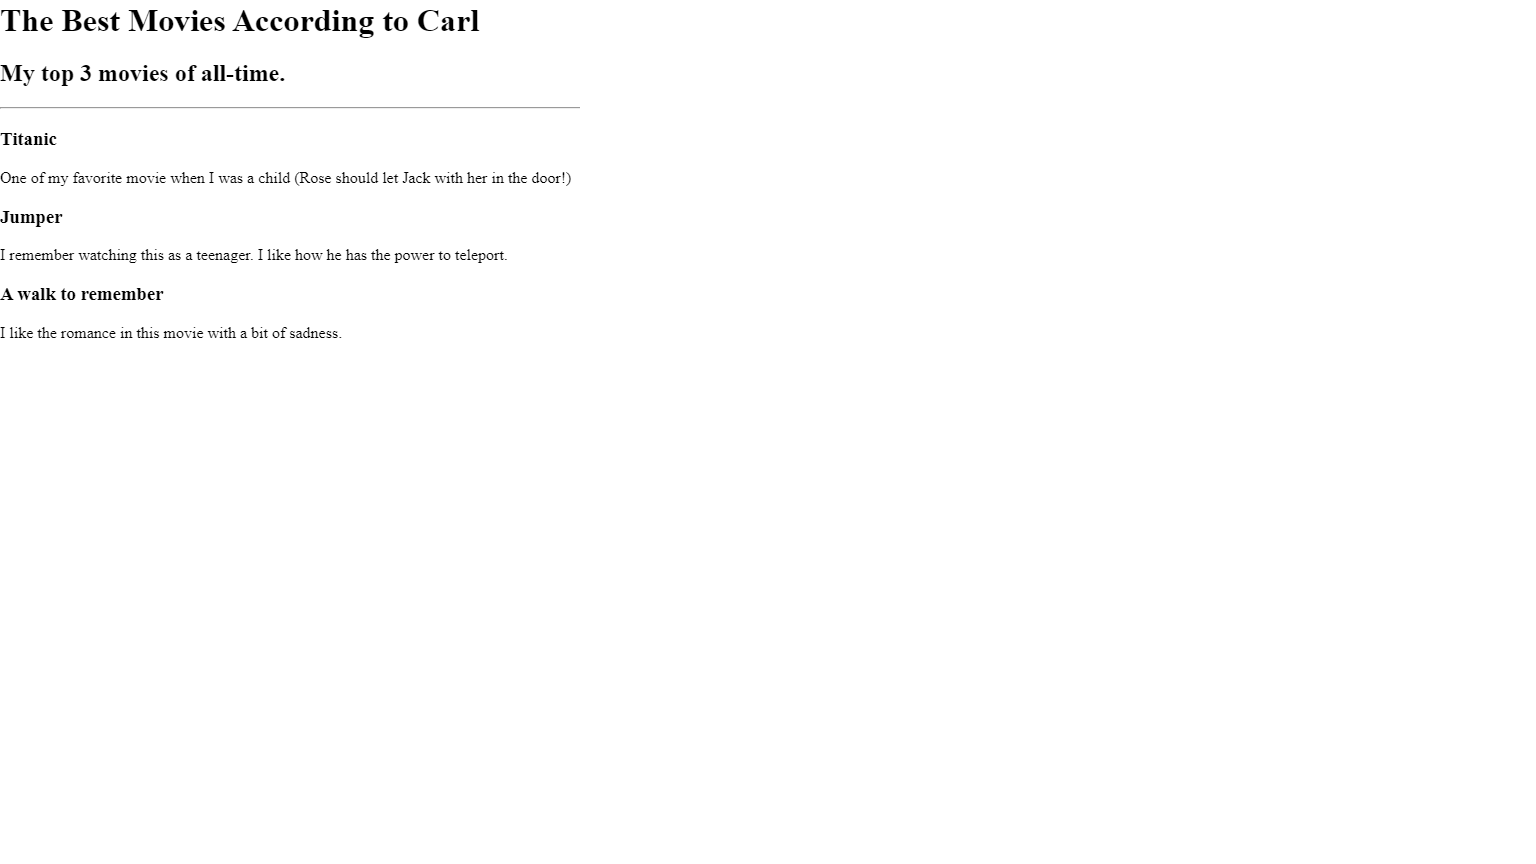 The Best Movies According to Carl
My top 3 movies of all-time.
Titanic
One of my favorite movie when I was a child (Rose should let Jack with her in the door!)
Jumper
I remember watching this as a teenager. I like how he has the power to teleport.
A walk to remember
I like the romance in this movie with a bit of sadness.